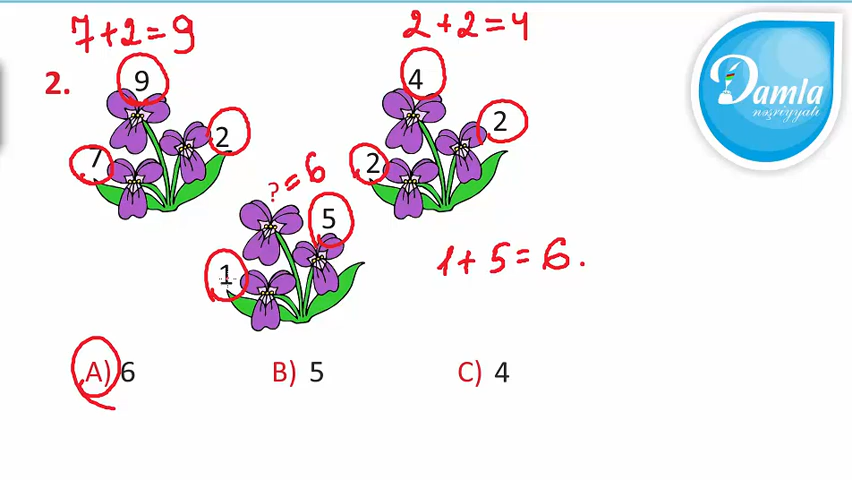 7+2=9
2+2=4
2.
9
2
7
4
2
2
?=6
5
1
1+5=6.
A) 6
B) 5
C) 4
Damla
nəşriyyatı